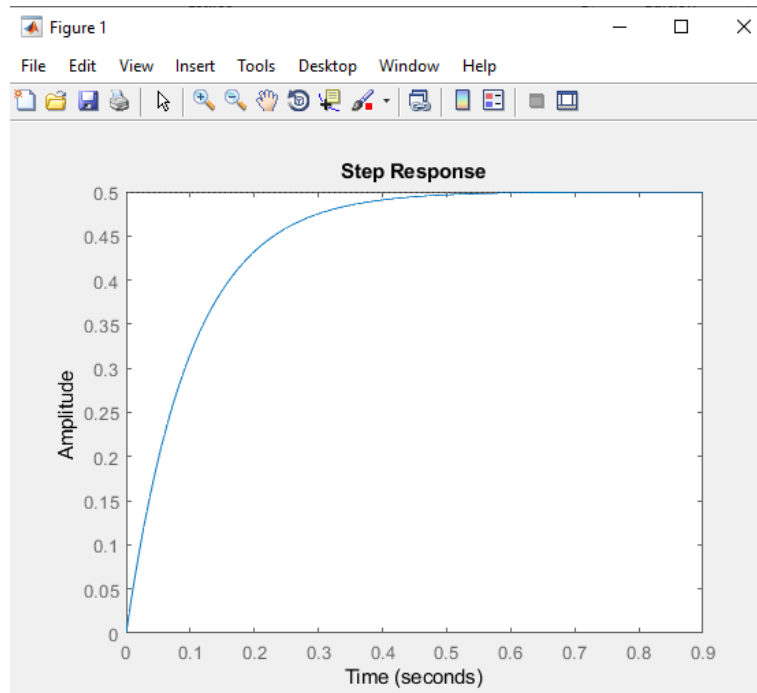 Figure 1
File Edit View Insert Tools Desktop Window Help
Step Response
0.5
0.45
0.4
0.35
0.3
0.25
0.2
0.15
0.1
0.05
0
Amplitude
0 0.1 0.2 0.3 0.4 0.5 0.6 0.7 0.8 0.9
Time (seconds)